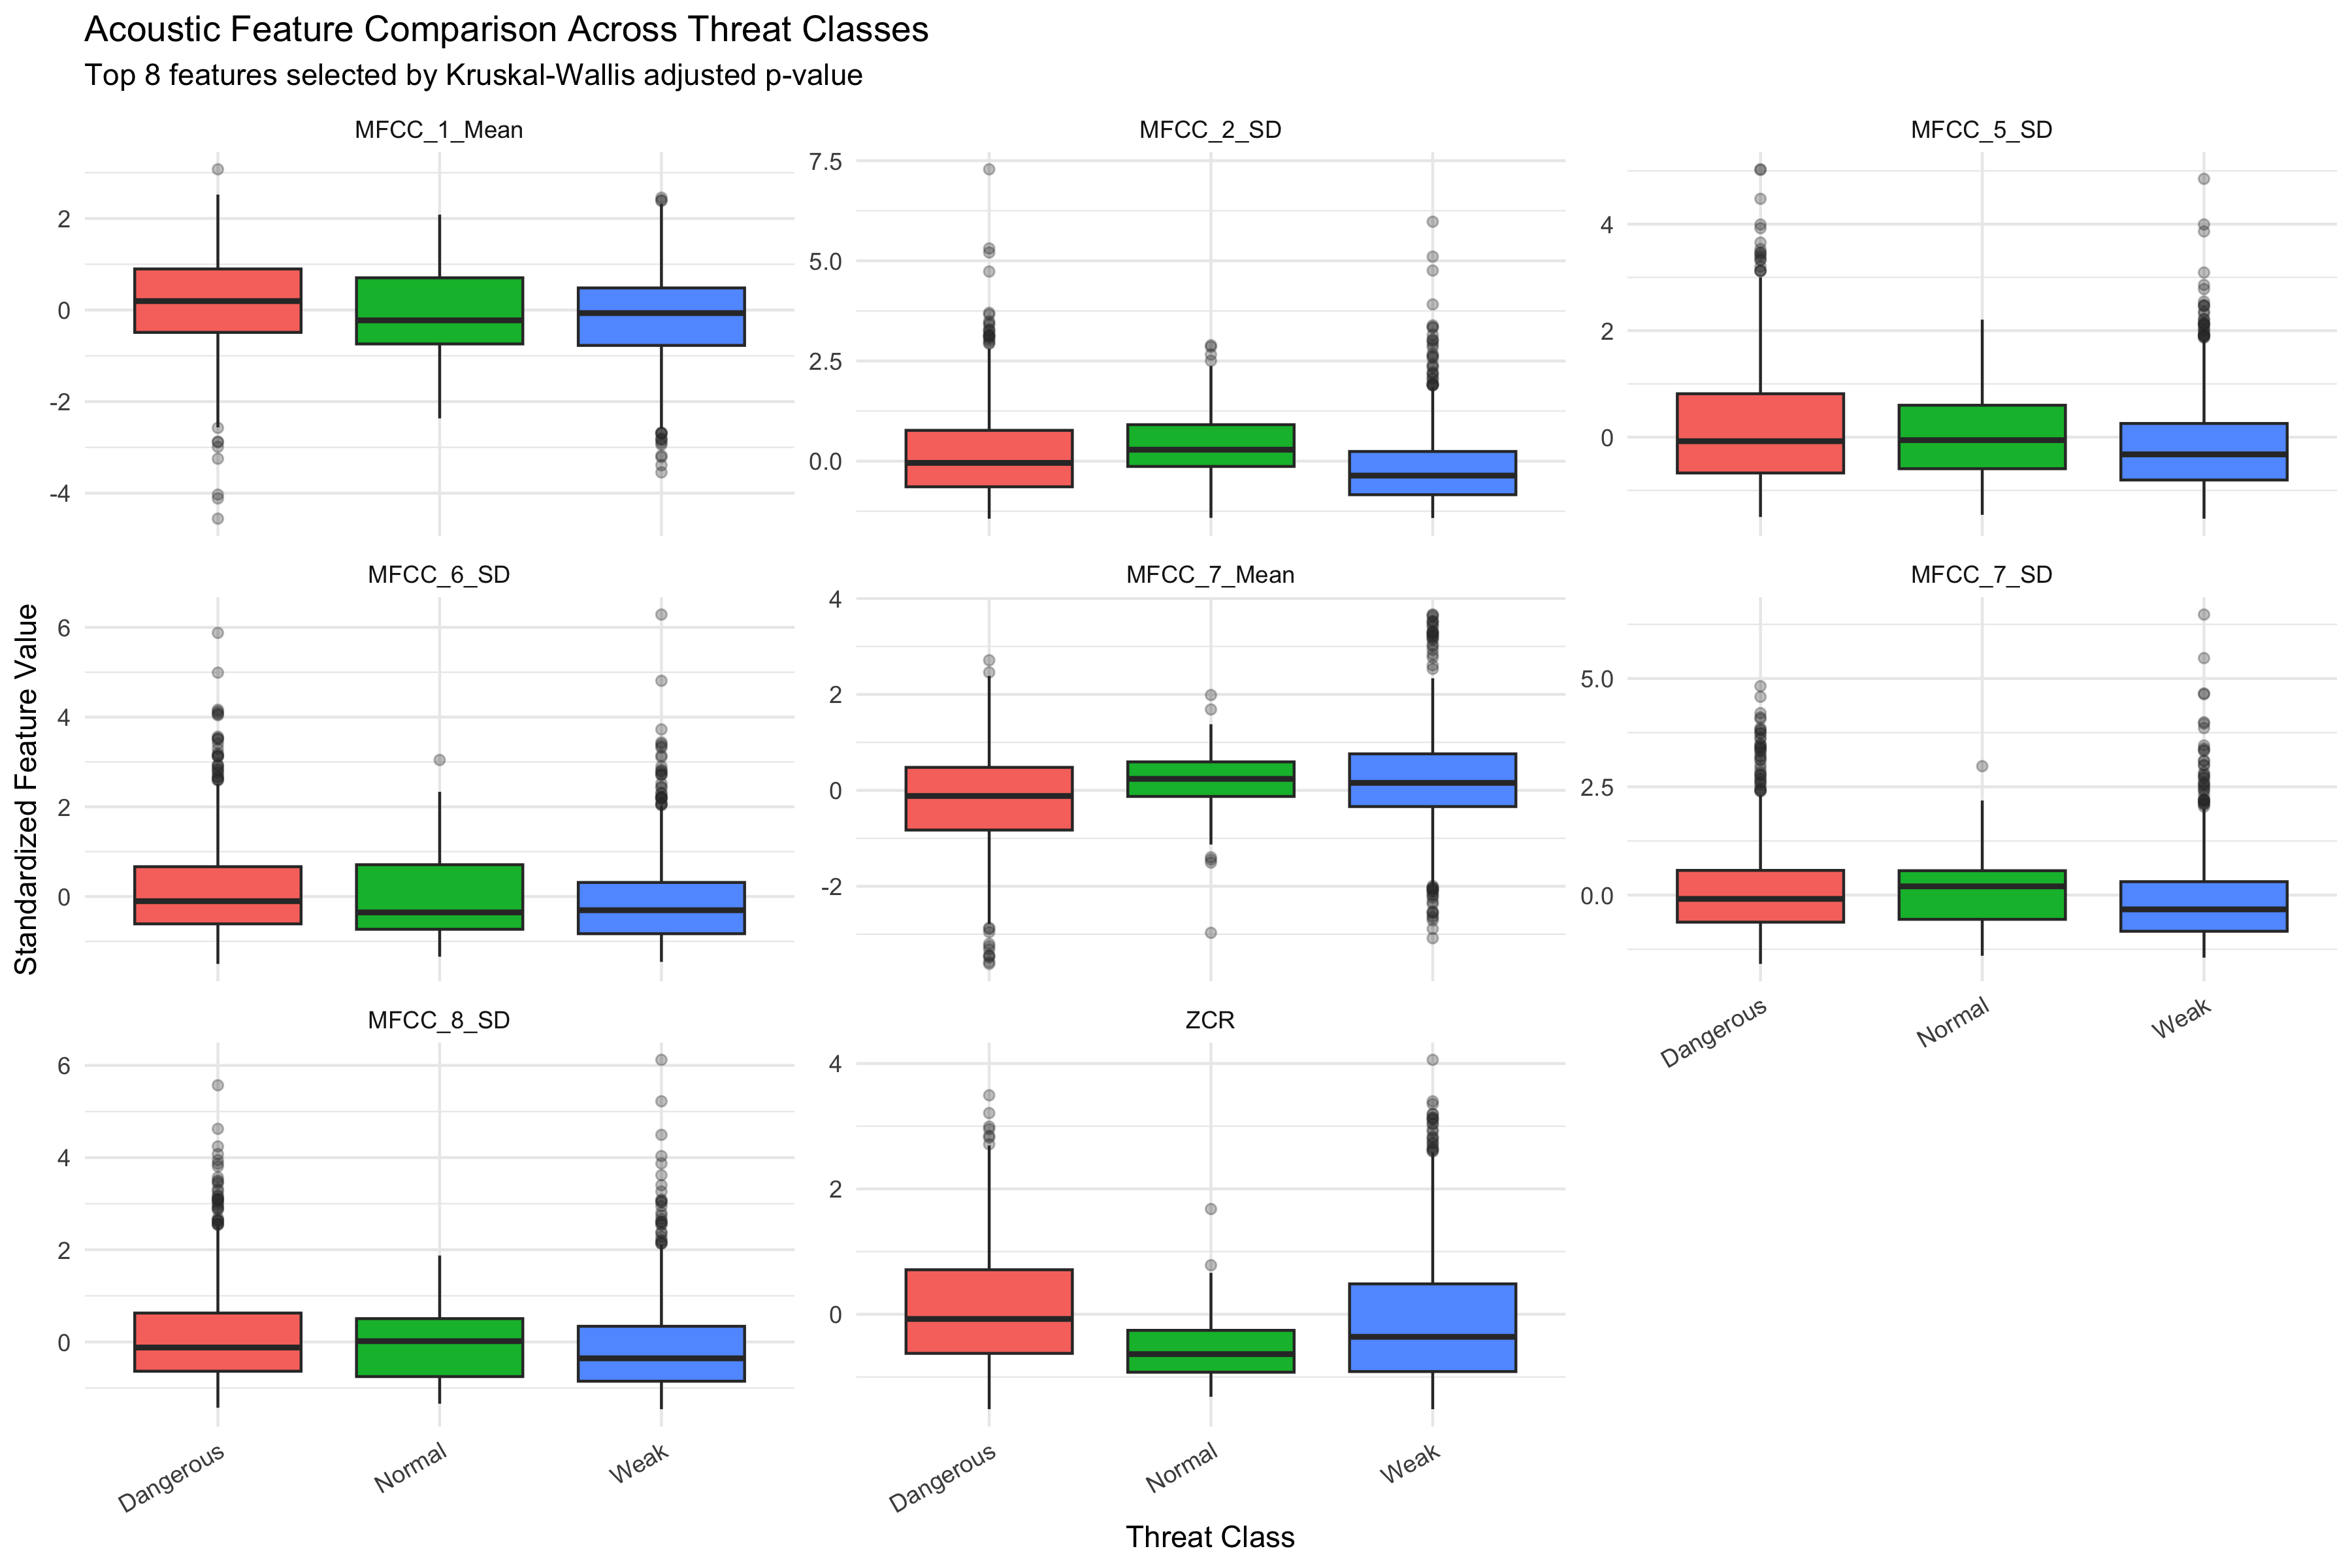 Acoustic Feature Comparison Across Threat Classes
Top 8 features selected by Kruskal-Wallis adjusted p-value
MFCC_1_Mean
MFCC_2_SD
MFCC_5_SD
2
0
-2
-4
7.5
5.0
2.5
0.0
4
2
0
MFCC_6_SD
MFCC_7_Mean
MFCC_7_SD
6
4
2
0
4
2
0
-2
5.0
2.5
0.0
Dangerous
Normal
Weak
MFCC_8_SD
ZCR
6
4
2
0
4
2
0
Dangerous
Normal
Weak
Dangerous
Normal
Weak
Standardized Feature Value
Threat Class